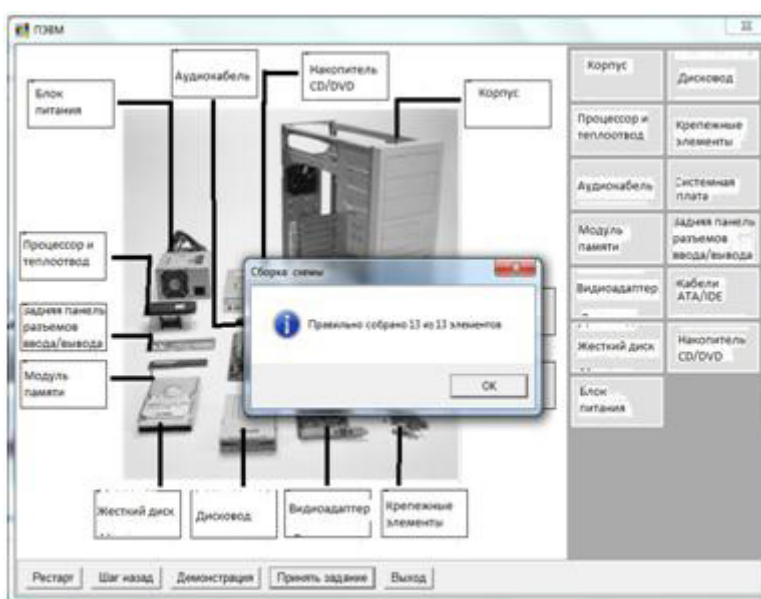 ПЭВМ
Блок
питания
Аудиокабель
Накопитель
CD/DVD
Корпус
Процессор и
теплоотвод
Задняя панель
разъемов
ввода/вывода
Модуль
памяти
Сборка схемы
Правильно собрано 13 из 13 элементов
OK
Жесткий диск
Дисковод
Видиоадаптер
Крепежные
элементы
Корпус
Дисковод
Процессор и
теплоотвод
Крепежные
элементы
Аудиокабель
Системная
плата
Модуль
памяти
Задняя панель
разъемов
ввода/вывода
Видиоадаптер
Кабели
ATA/IDE
Жесткий диск
Накопитель
CD/DVD
Блок
питания
Рестарт
Шаг назад
Демонстрация
Принять задание
Выход